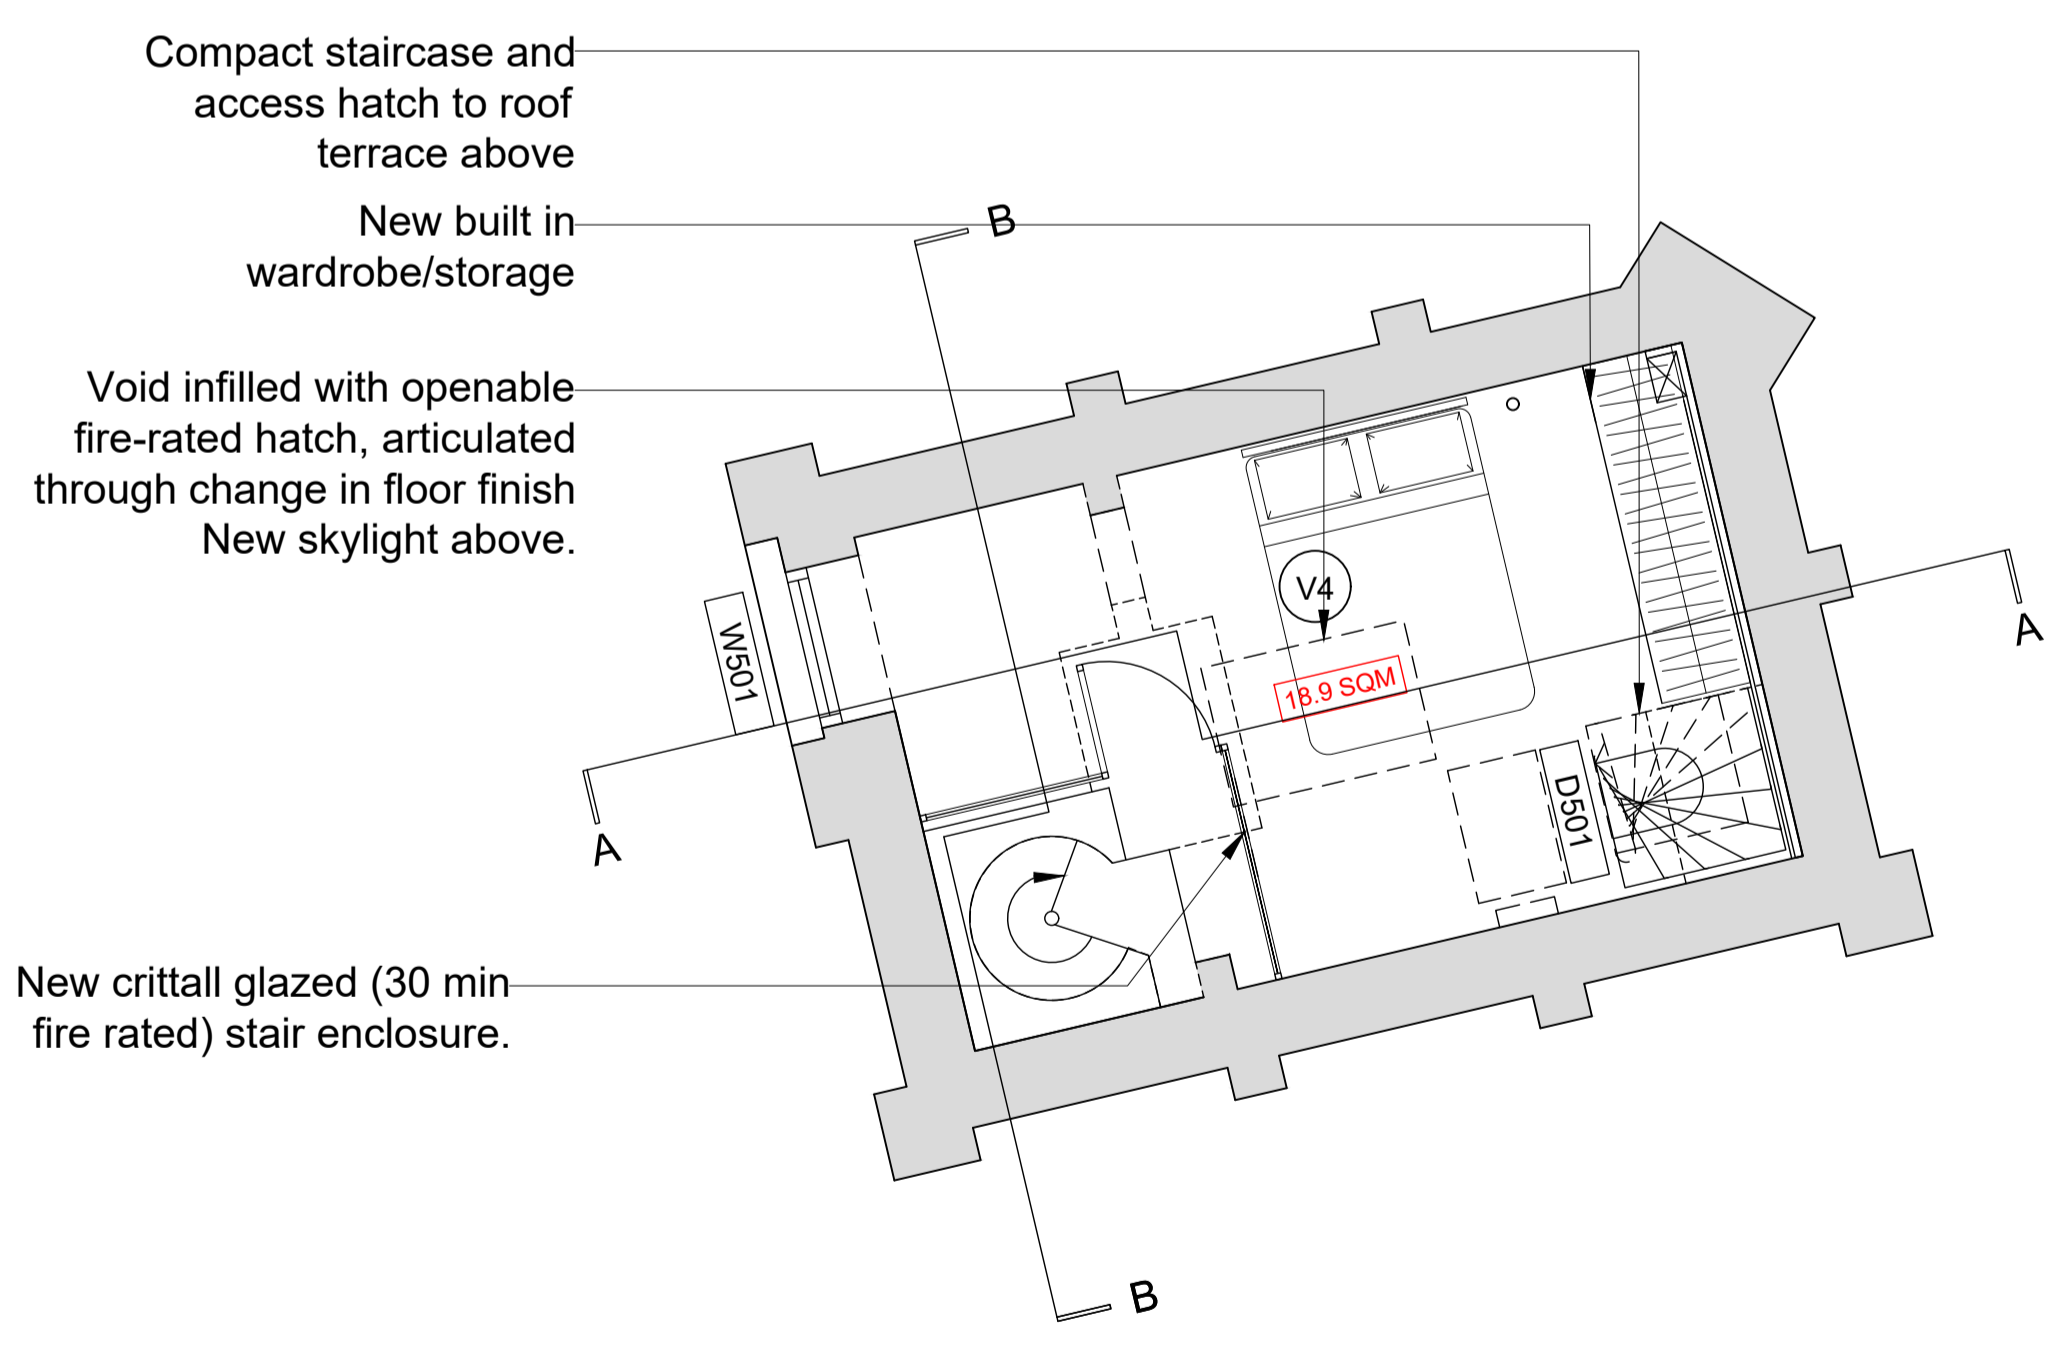 Compact staircase and
access hatch to roof
terrace above
New built in
wardrobe/storage
B
Void infilled with openable
fire-rated hatch, articulated
through change in floor finish
New skylight above.
V4
W501
A
18.9 SQM
D501
A
New crittall glazed (30 min
fire rated) stair enclosure.
B